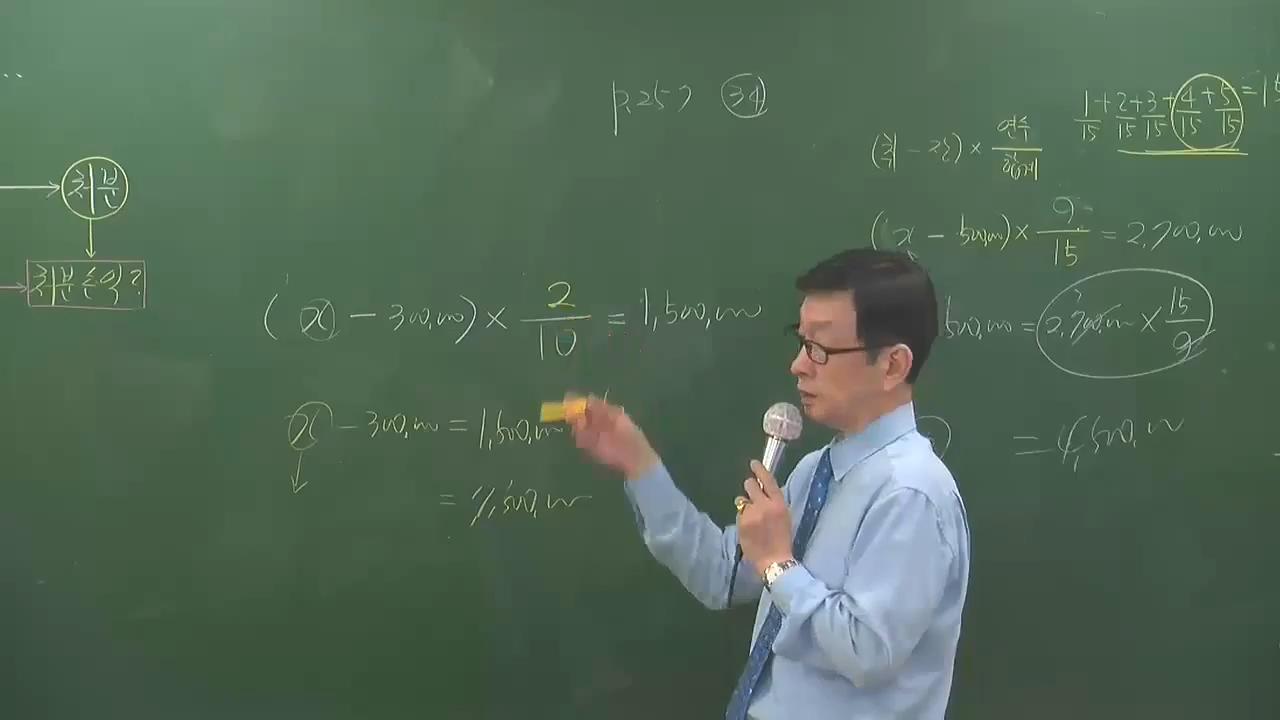 p.257 ㉞
1/15 + 2/15 + 3/15 + 4/15 + 5/15 = 15
(취 - 잔) × 연수/합계
취|분
(x - 500,000) × 9/15 = 2,700,000
취분손익?
(x - 300,000) × 2/10 = 1,500,000
500,000 = 2,700,000 × 15/9
x - 300,000 = 1,500,000
= 4,500,000
= 7,500,000